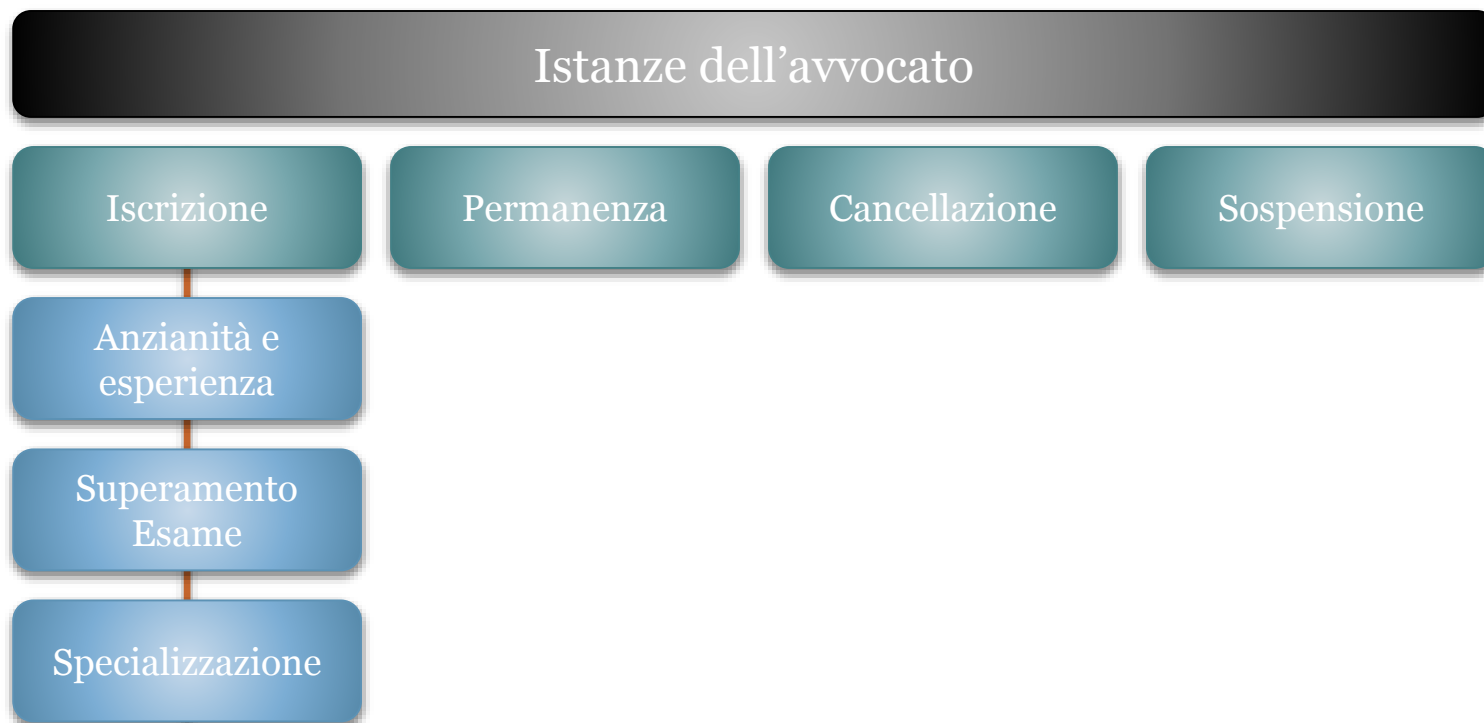 Istanze dell’avvocato
Iscrizione
Permanenza
Cancellazione
Sospensione
Anzianità e
esperienza
Superamento
Esame
Specializzazione